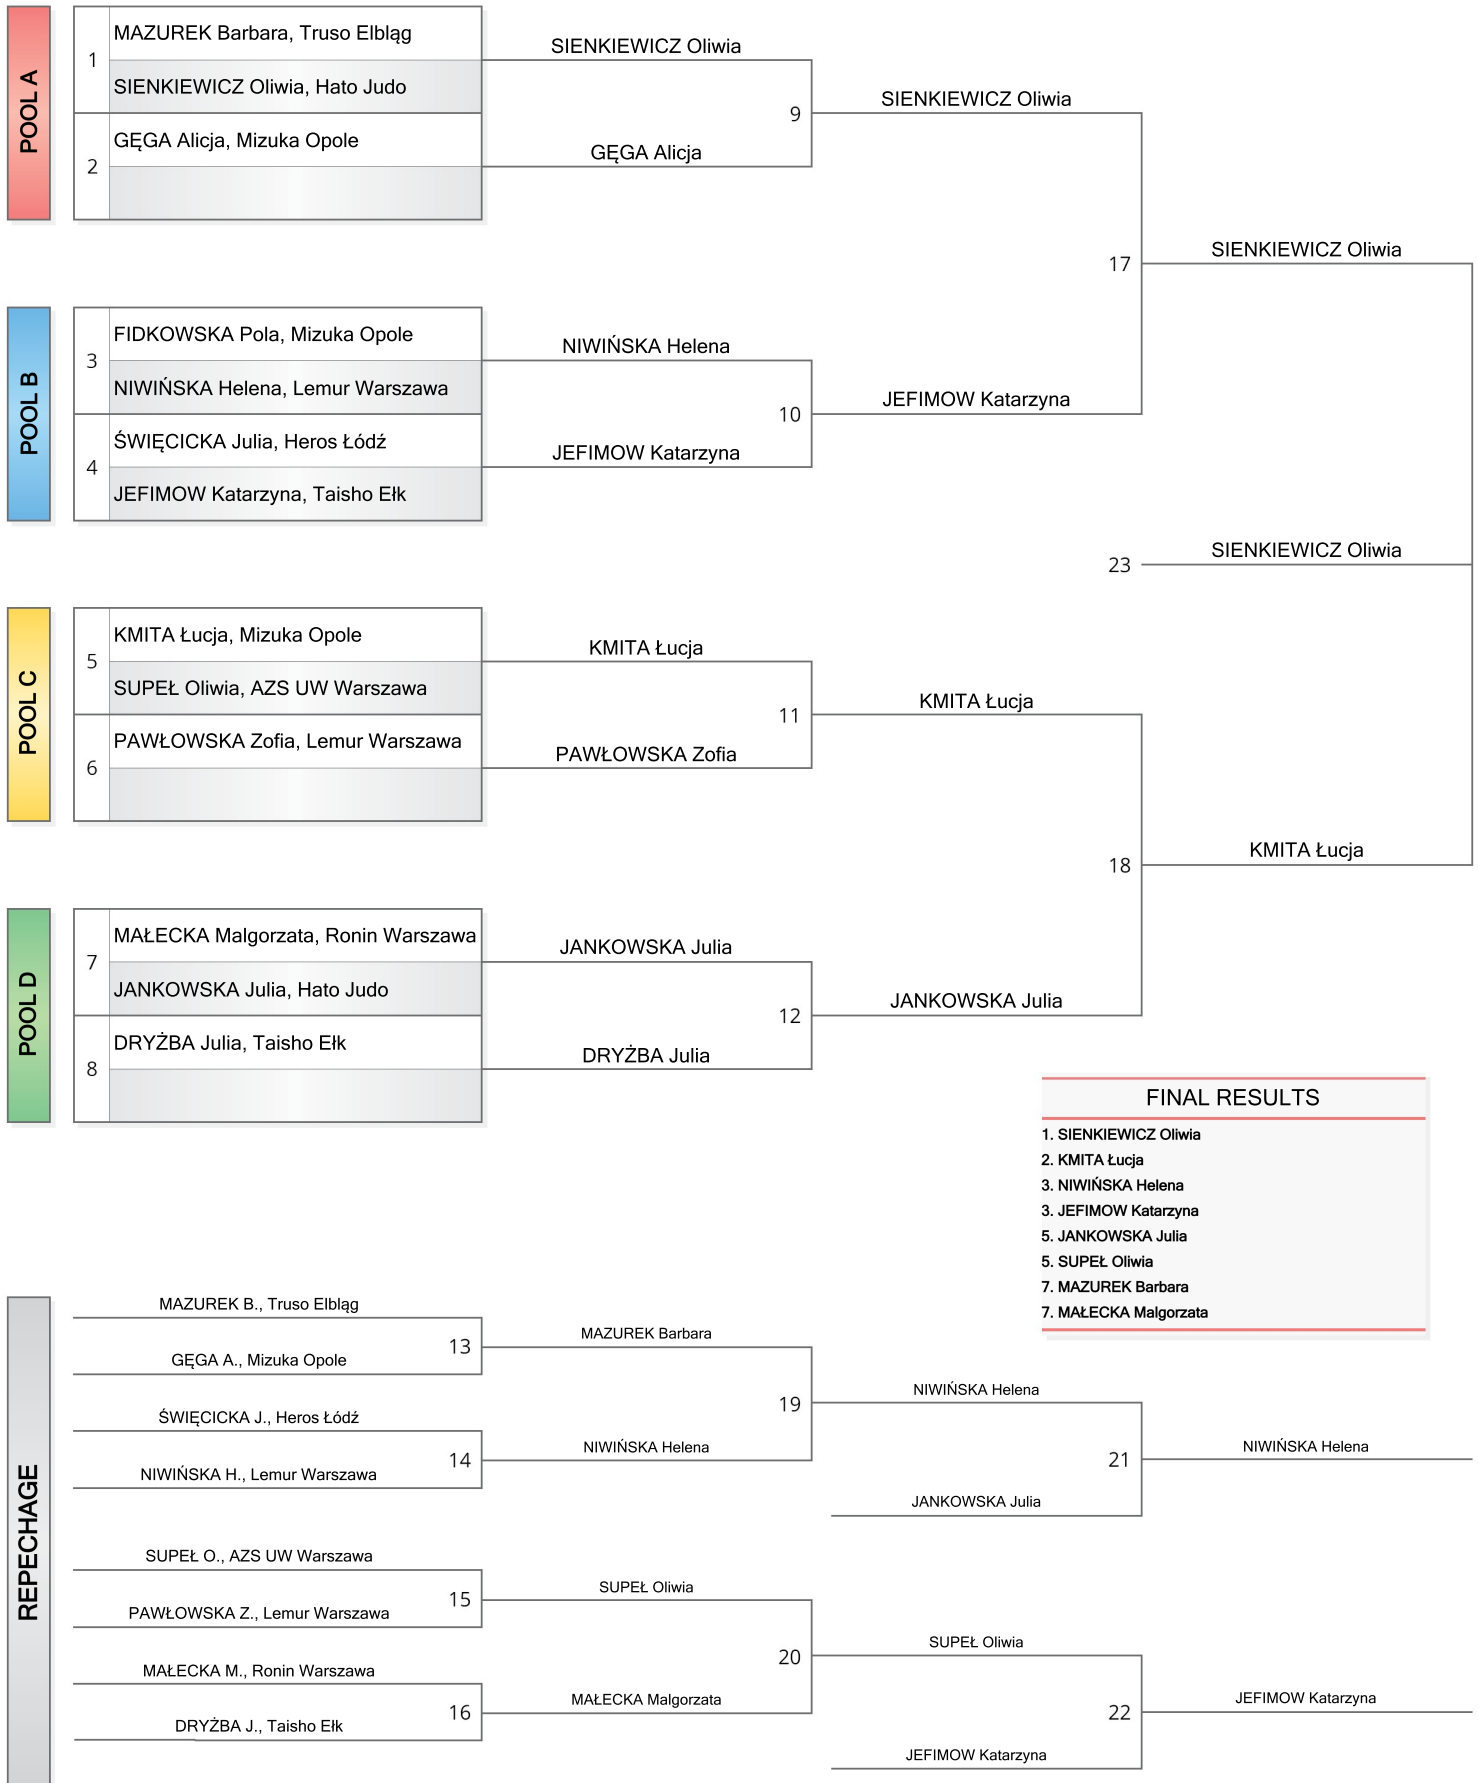 POOL A
1
MAZUREK Barbara, Truso Elbląg
SIENKIEWICZ Oliwia, Hato Judo
2
GĘGA Alicja, Mizuka Opole
SIENKIEWICZ Oliwia
GĘGA Alicja
9
SIENKIEWICZ Oliwia
POOL B
3
FIDKOWSKA Pola, Mizuka Opole
NIWIŃSKA Helena, Lemur Warszawa
4
ŚWIĘCICKA Julia, Heros Łódź
JEFIMOW Katarzyna, Taisho Ełk
NIWIŃSKA Helena
JEFIMOW Katarzyna
10
JEFIMOW Katarzyna
17
SIENKIEWICZ Oliwia
23
SIENKIEWICZ Oliwia
POOL C
5
KMITA Łucja, Mizuka Opole
SUPEŁ Oliwia, AZS UW Warszawa
6
PAWŁOWSKA Zofia, Lemur Warszawa
KMITA Łucja
PAWŁOWSKA Zofia
11
KMITA Łucja
POOL D
7
MAŁECKA Malgorzata, Ronin Warszawa
JANKOWSKA Julia, Hato Judo
8
DRYŻBA Julia, Taisho Ełk
JANKOWSKA Julia
DRYŻBA Julia
12
JANKOWSKA Julia
18
KMITA Łucja
FINAL RESULTS
1. SIENKIEWICZ Oliwia
2. KMITA Łucja
3. NIWIŃSKA Helena
3. JEFIMOW Katarzyna
5. JANKOWSKA Julia
5. SUPEŁ Oliwia
7. MAZUREK Barbara
7. MAŁECKA Malgorzata
REPECHAGE
MAZUREK B., Truso Elbląg
GĘGA A., Mizuka Opole
13
MAZUREK Barbara
ŚWIĘCICKA J., Heros Łódź
NIWIŃSKA H., Lemur Warszawa
14
NIWIŃSKA Helena
19
NIWIŃSKA Helena
JANKOWSKA Julia
21
NIWIŃSKA Helena
SUPEŁ O., AZS UW Warszawa
PAWŁOWSKA Z., Lemur Warszawa
15
SUPEŁ Oliwia
MAŁECKA M., Ronin Warszawa
DRYŻBA J., Taisho Ełk
16
MAŁECKA Malgorzata
20
SUPEŁ Oliwia
JEFIMOW Katarzyna
22
JEFIMOW Katarzyna